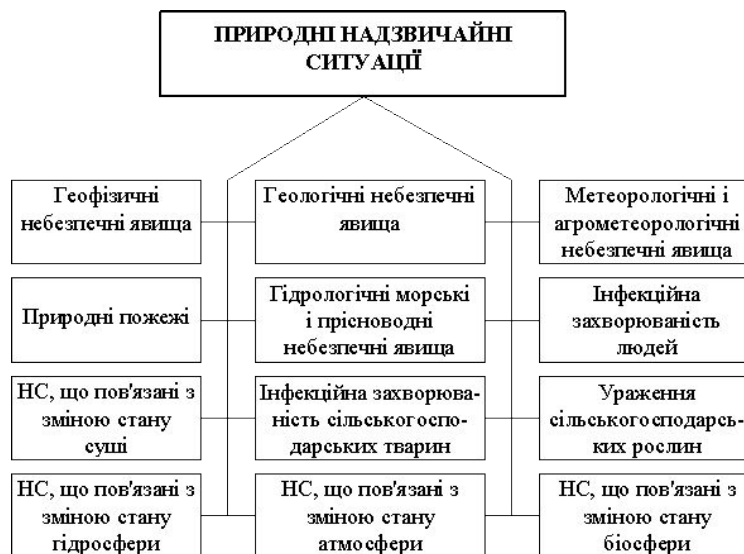 ПРИРОДНІ НАДЗВИЧАЙНІ
СИТУАЦІЇ
Геофізичні
небезпечні явища
Геологічні небезпечні
явища
Метеорологічні і
агрометеорологічні
небезпечні явища
Природні пожежі
Гідрологічні морські
і прісноводні
небезпечні явища
Інфекційна
захворюваність
людей
НС, що пов'язані з
зміною стану
суші
Інфекційна захворюва-
ність сільськогоспо-
дарських тварин
Ураження
сільськогосподарсь-
ких рослин
НС, що пов'язані з
зміною стану
гідросфери
НС, що пов'язані з
зміною стану
атмосфери
НС, що пов'язані з
зміною стану
біосфери